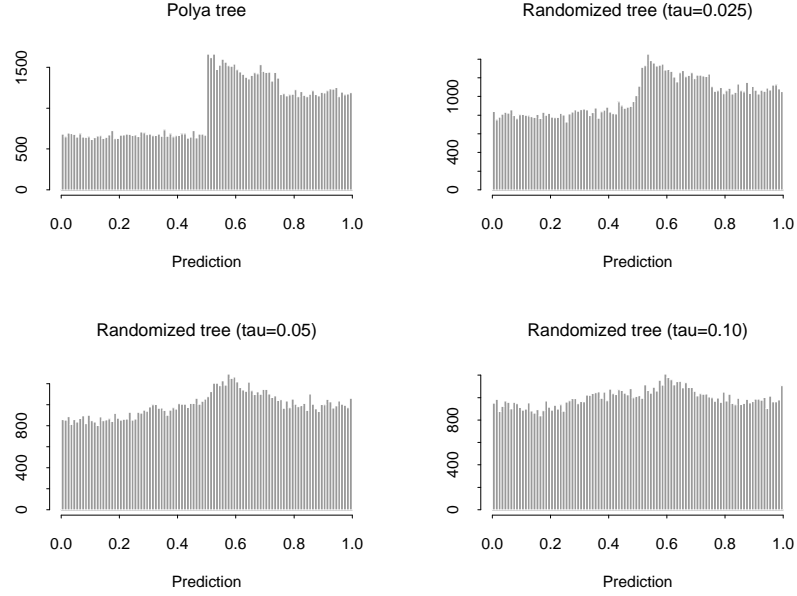 Polya tree
0 500 1500
0.0 0.2 0.4 0.6 0.8 1.0
Prediction
Randomized tree (tau=0.025)
0 400 1000
0.0 0.2 0.4 0.6 0.8 1.0
Prediction
Randomized tree (tau=0.05)
0 400 800
0.0 0.2 0.4 0.6 0.8 1.0
Prediction
Randomized tree (tau=0.10)
0 400 800
0.0 0.2 0.4 0.6 0.8 1.0
Prediction